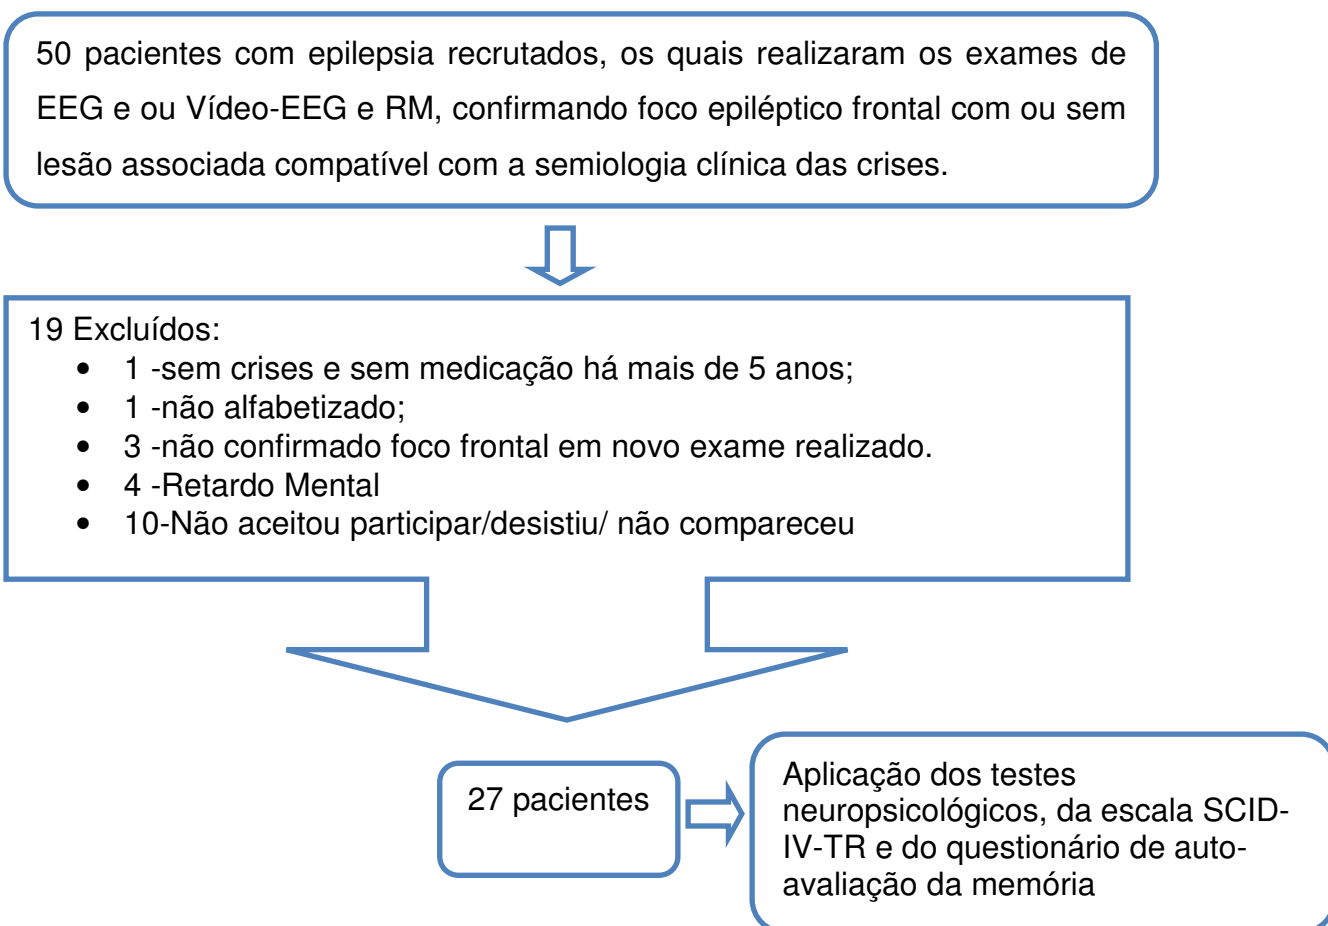 50 pacientes com epilepsia recrutados, os quais realizaram os exames de
EEG e ou Vídeo-EEG e RM, confirmando foco epiléptico frontal com ou sem
lesão associada compatível com a semiologia clínica das crises.
19 Excluídos:
• 1 -sem crises e sem medicação há mais de 5 anos;
• 1 -não alfabetizado;
• 3 -não confirmado foco frontal em novo exame realizado.
• 4 -Retardo Mental
• 10-Não aceitou participar/desistiu/ não compareceu
27 pacientes
Aplicação dos testes
neuropsicológicos, da escala SCID-
IV-TR e do questionário de auto-
avaliação da memória